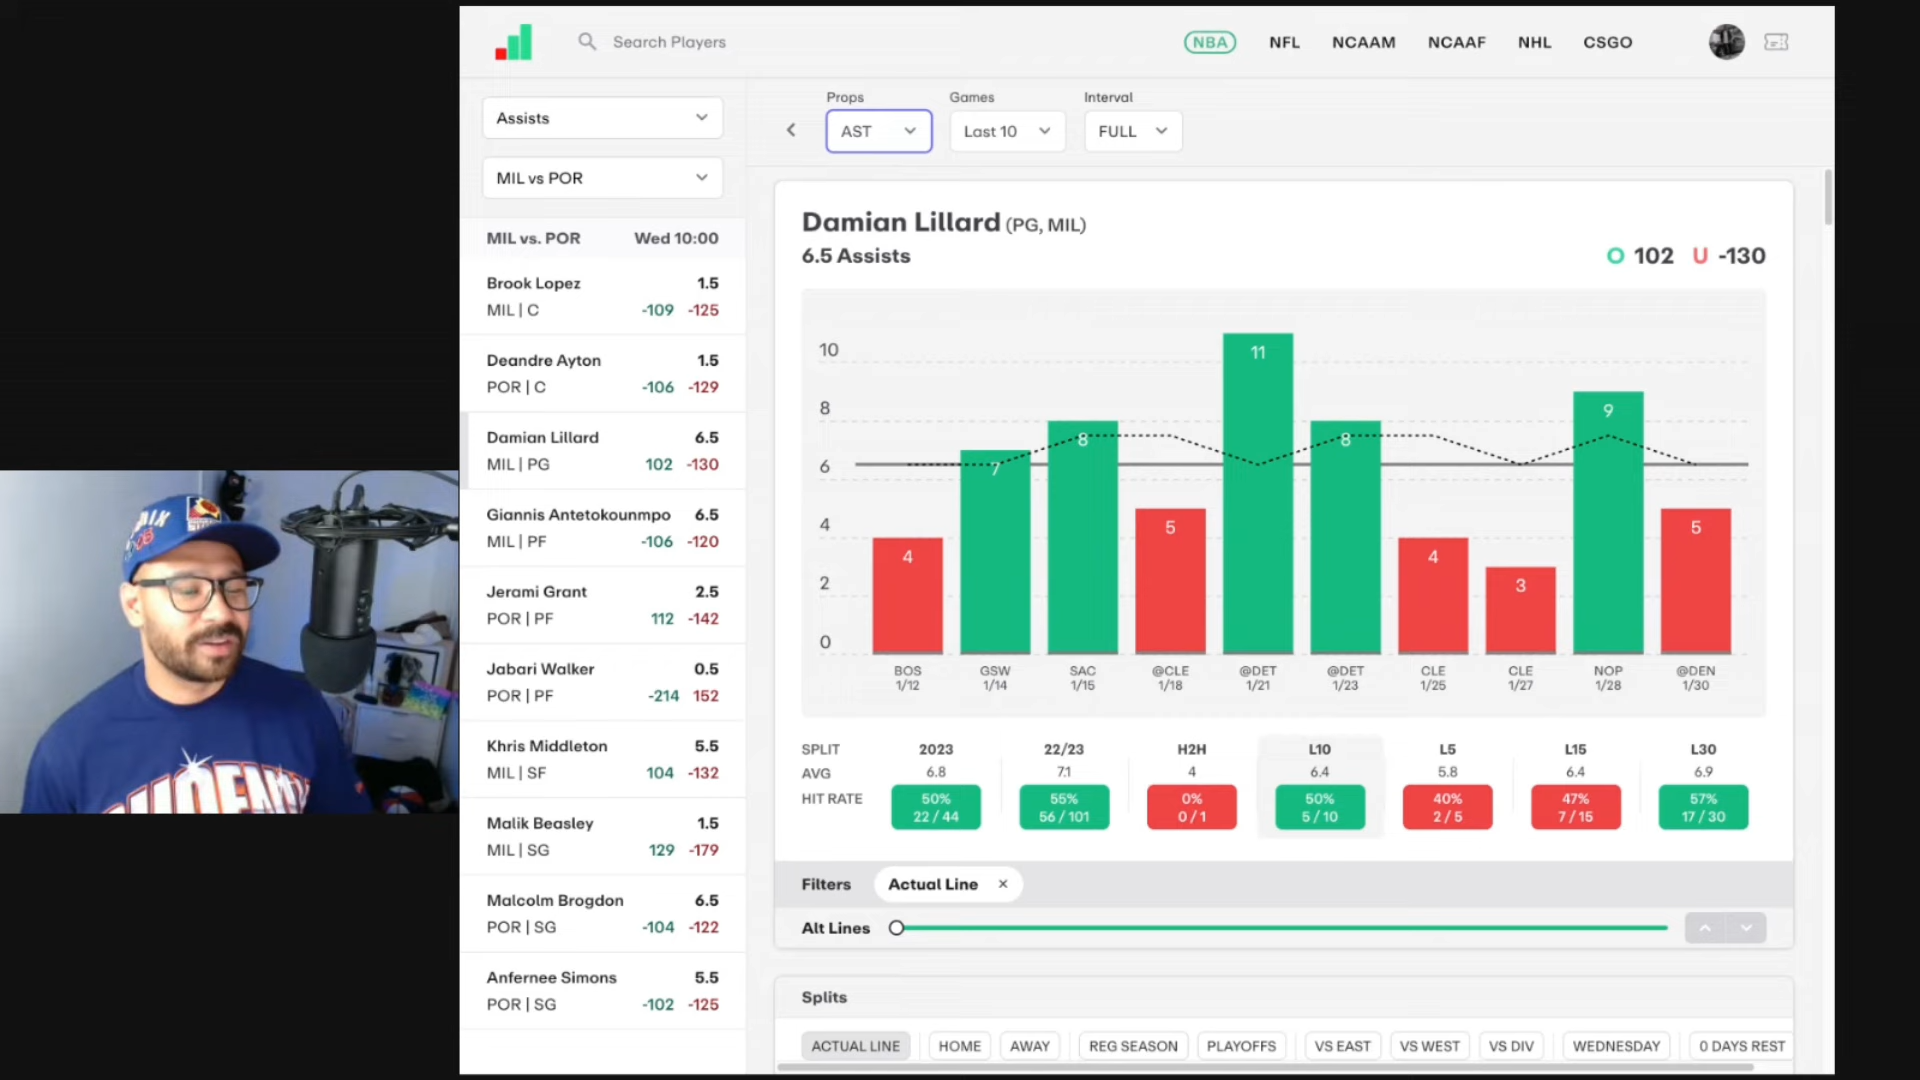 Search Players
NBA NFL NCAAM NCAAF NHL CSGO
Assists
MIL vs POR
MIL vs. POR Wed 10:00
Brook Lopez 1.5
MIL | C -109 -125
Deandre Ayton 1.5
POR | C -106 -129
Damian Lillard 6.5
MIL | PG 102 -130
Giannis Antetokounmpo 6.5
MIL | PF -106 -120
Jerami Grant 2.5
POR | PF 112 -142
Jabari Walker 0.5
POR | PF -214 152
Khris Middleton 5.5
MIL | SF 104 -132
Malik Beasley 1.5
MIL | SG 129 -179
Malcolm Brogdon 6.5
POR | SG -104 -122
Anfernee Simons 5.5
POR | SG -102 -125
Props Games Interval
AST Last 10 FULL
Damian Lillard (PG, MIL)
6.5 Assists O 102 U -130
10
8
6
4
2
0
4 7 8 5 11 8 4 3 9 5
BOS GSW SAC @CLE @DET @DET CLE CLE NOP @DEN
1/12 1/14 1/15 1/18 1/21 1/23 1/25 1/27 1/28 1/30
SPLIT 2023 22/23 H2H L10 L5 L15 L30
AVG 6.8 7.1 4 6.4 5.8 6.4 6.9
HIT RATE 50% 55% 0% 50% 40% 47% 57%
22 / 44 56 / 101 0 / 1 5 / 10 2 / 5 7 / 15 17 / 30
Filters Actual Line ×
Alt Lines
Splits
ACTUAL LINE HOME AWAY REG SEASON PLAYOFFS VS EAST VS WEST VS DIV WEDNESDAY 0 DAYS REST